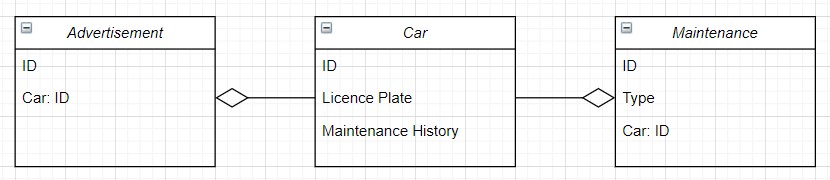 Advertisement
ID
Car: ID
Car
ID
Licence Plate
Maintenance History
Maintenance
ID
Type
Car: ID